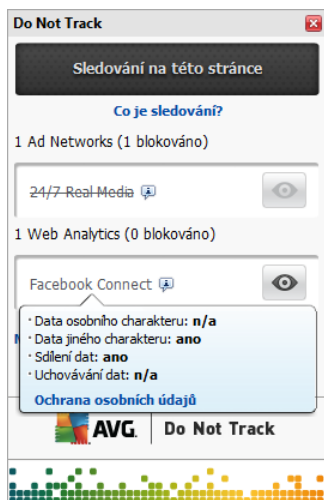 Do Not Track
Sledování na této stránce
Co je sledování?
1 Ad Networks (1 blokováno)
24/7 Real Media
1 Web Analytics (0 blokováno)
Facebook Connect
· Data osobního charakteru: n/a
· Data jiného charakteru: ano
· Sdílení dat: ano
· Uchovávání dat: n/a
Ochrana osobních údajů
AVG. Do Not Track